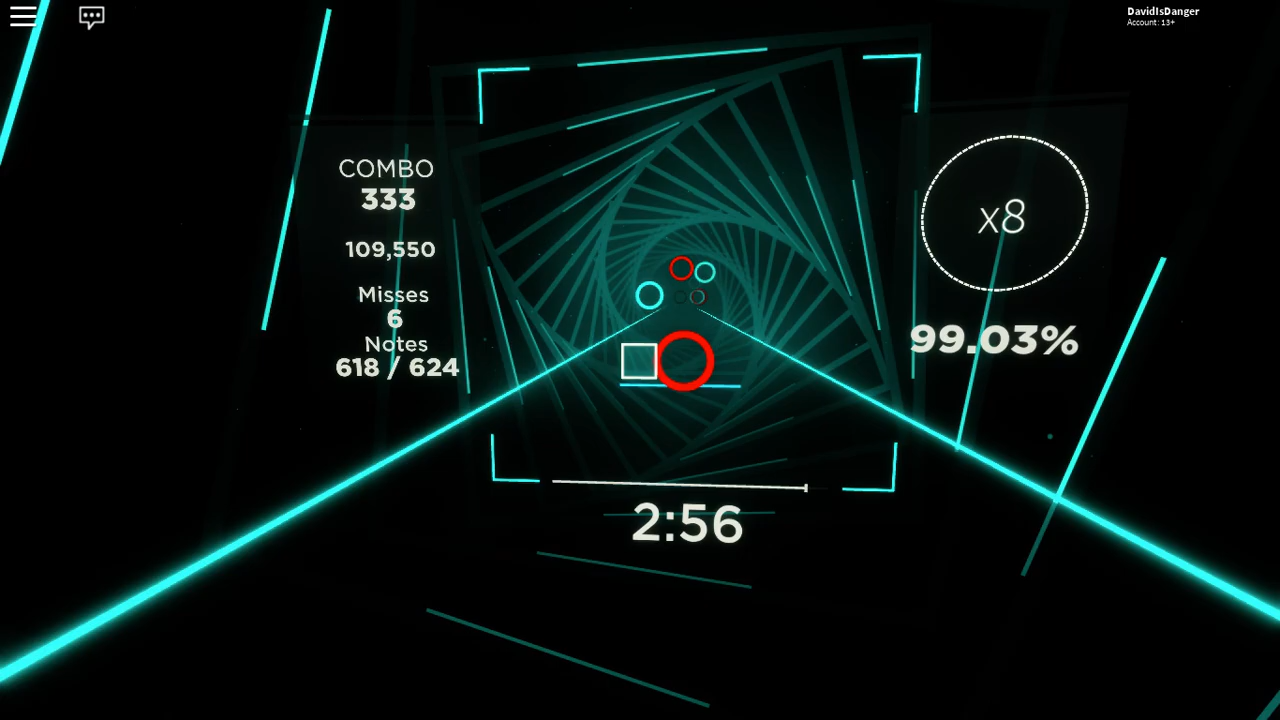 DavidIsDanger
Account: 13+
COMBO
333
109,550
Misses
6
Notes
618 / 624
x8
99.03%
2:56